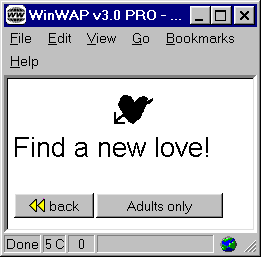 WinWAP v3.0 PRO - ...
File Edit View Go Bookmarks
Help
Find a new love!
back Adults only
Done 5 C 0